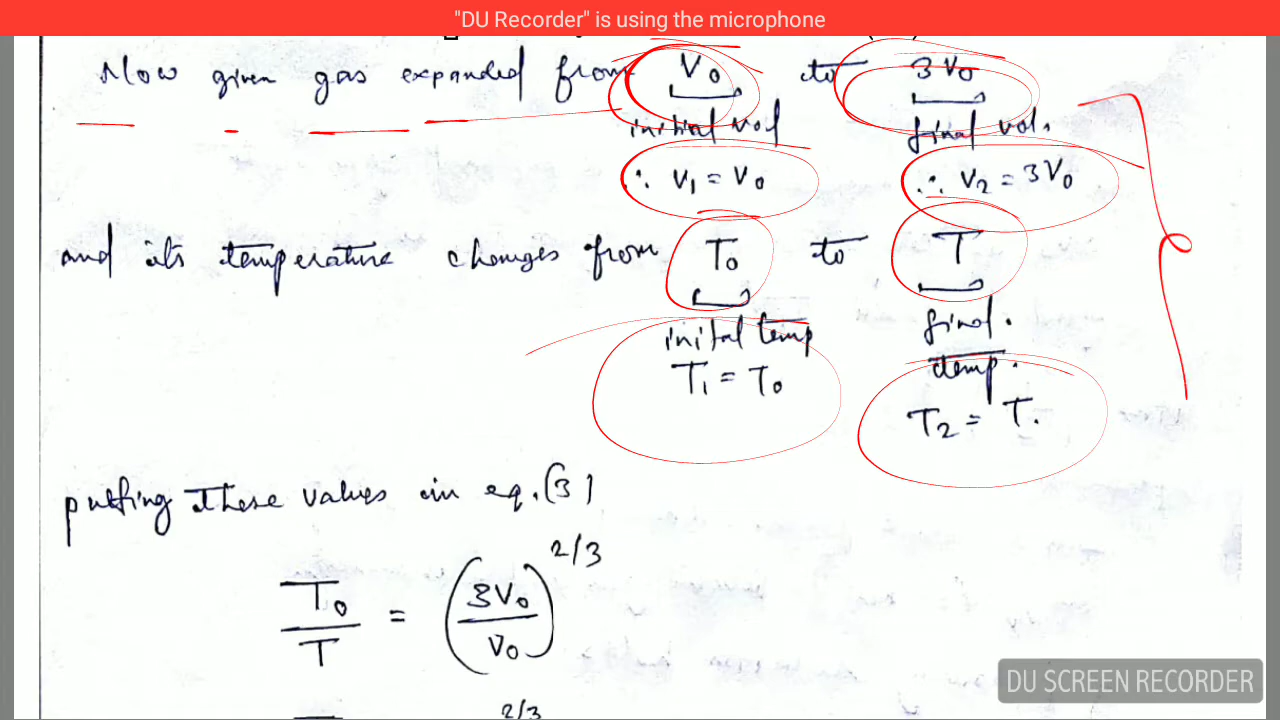 "DU Recorder" is using the microphone
Now given gas expanded from V₀ to 3V₀
initial vol final vol.
∴ V₁ = V₀ ∴ V₂ = 3V₀
and its temperature changes from T₀ to T
inital temp final.
temp.
T₁ = T₀ T₂ = T.
putting these values in eq.(3)
T₀/T = (3V₀/V₀)^2/3
2/3
DU SCREEN RECORDER